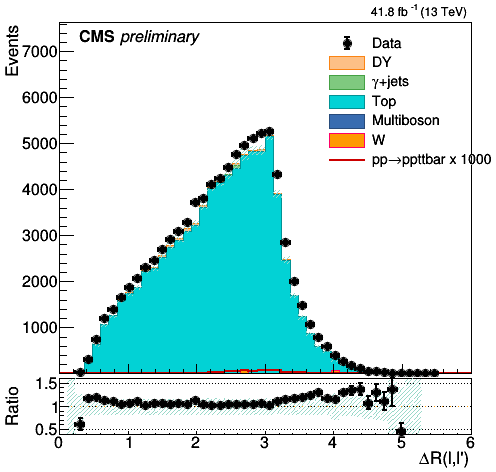 41.8 fb⁻¹ (13 TeV)
CMS preliminary
Events
7000
6000
5000
4000
3000
2000
1000
Data
DY
γ+jets
Top
Multiboson
W
pp→ppttbar x 1000
Ratio
1.5
1
0.5
0 1 2 3 4 5 6
ΔR(l,l')